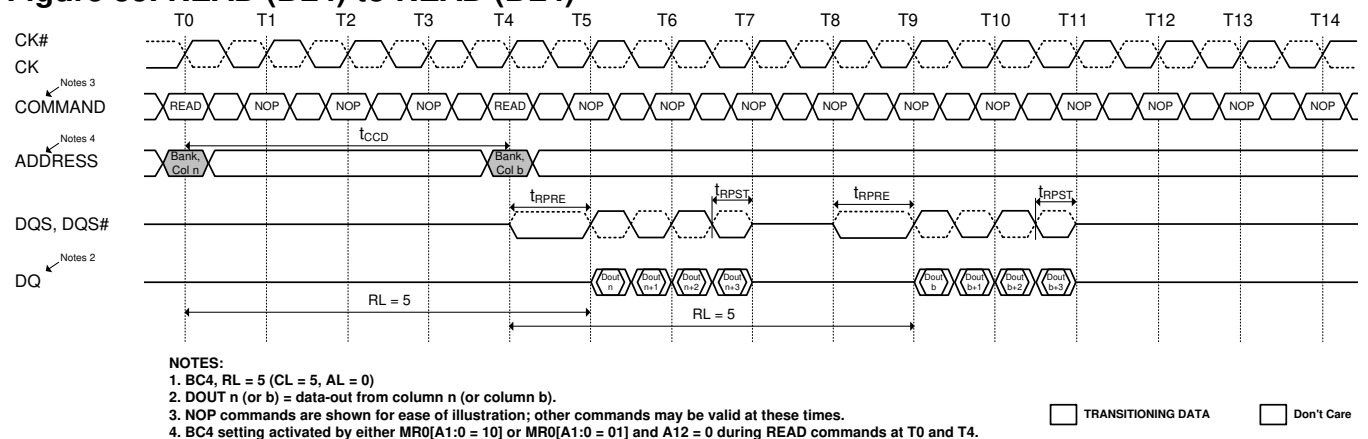 T0 T1 T2 T3 T4 T5 T6 T7 T8 T9 T10 T11 T12 T13 T14
CK#
CK
Notes 3
COMMAND READ NOP NOP NOP READ NOP NOP NOP NOP NOP NOP NOP NOP NOP NOP
tCCD
Notes 4
ADDRESS
Bank, Col n
Bank, Col b
tRPRE tRPST tRPRE tRPST
DQS, DQS#
Notes 2
DQ
Dout n
Dout n+1
Dout n+2
Dout n+3
Dout b
Dout b+1
Dout b+2
Dout b+3
RL = 5
RL = 5
NOTES:
1. BC4, RL = 5 (CL = 5, AL = 0)
2. DOUT n (or b) = data-out from column n (or column b).
3. NOP commands are shown for ease of illustration; other commands may be valid at these times.
4. BC4 setting activated by either MR0[A1:0 = 10] or MR0[A1:0 = 01] and A12 = 0 during READ commands at T0 and T4.
TRANSITIONING DATA Don't Care